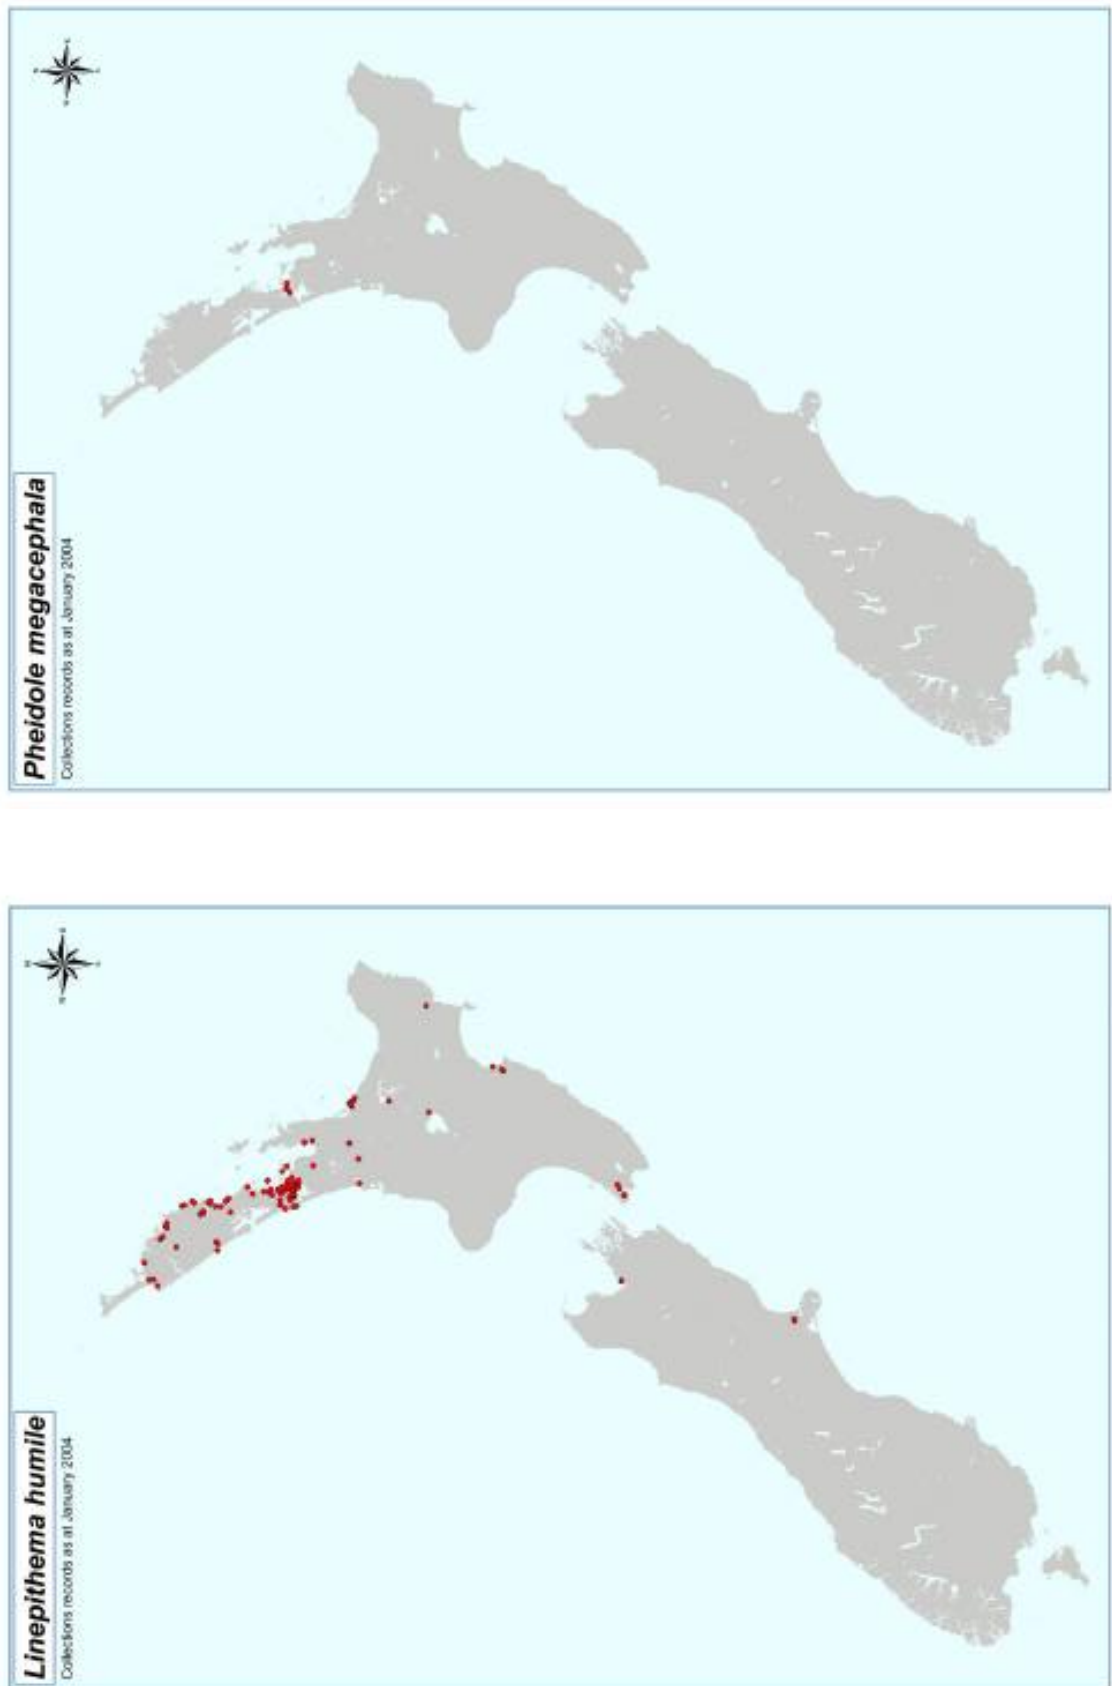 Pheidole megacephala
Collections records as at January 2004
Linepithema humile
Collections records as at January 2004